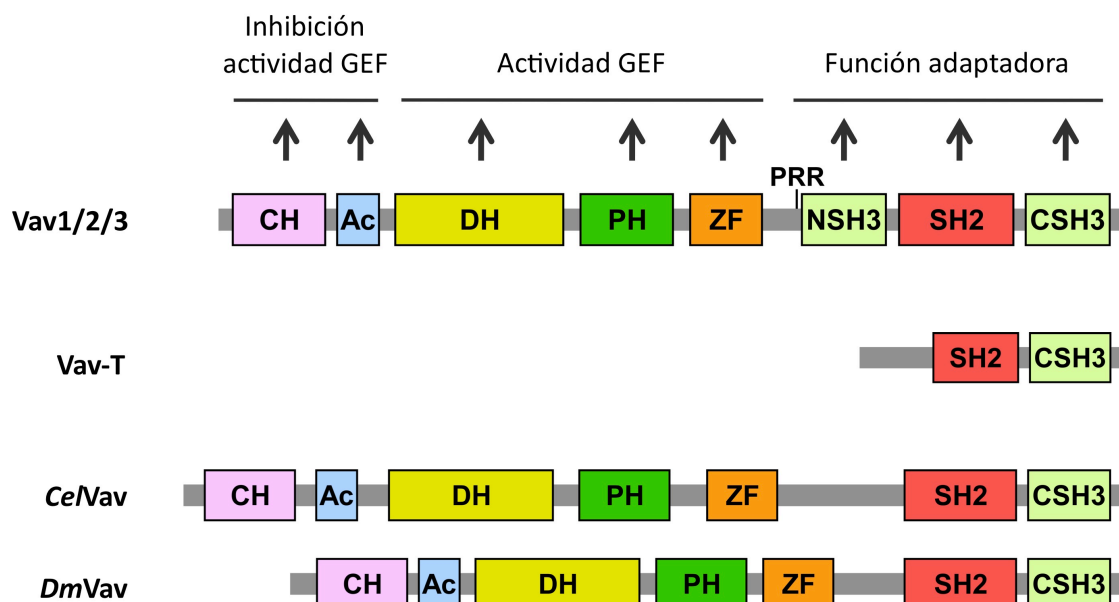 Inhibición
actividad GEF
Actividad GEF
Función adaptadora
PRR
Vav1/2/3 CH Ac DH PH ZF NSH3 SH2 CSH3
Vav-T SH2 CSH3
CelVav CH Ac DH PH ZF SH2 CSH3
DmVav CH Ac DH PH ZF SH2 CSH3